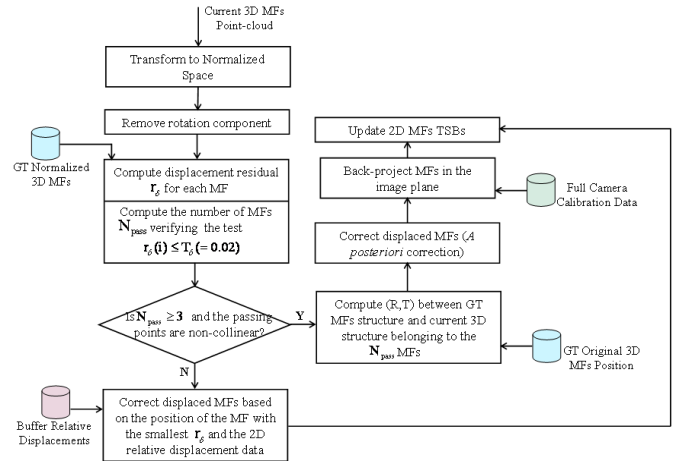 Current 3D MFs
Point-cloud
Transform to Normalized
Space
Remove rotation component
GT Normalized
3D MFs
Compute displacement residual
r_δ for each MF
Compute the number of MFs
N_pass verifying the test
r_δ(i) ≤ T_δ (= 0.02)
Is N_pass ≥ 3 and the passing
points are non-collinear?
Y
N
Correct displaced MFs based
on the position of the MF with
the smallest r_δ and the 2D
relative displacement data
Buffer Relative
Displacements
Update 2D MFs TSBs
Back-project MFs in the
image plane
Full Camera
Calibration Data
Correct displaced MFs (A
posteriori correction)
Compute (R,T) between GT
MFs structure and current 3D
structure belonging to the
N_pass MFs
GT Original 3D
MFs Position